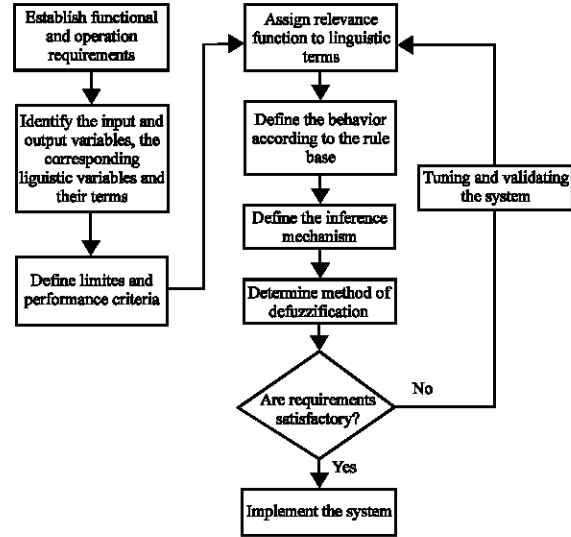 Establish functional
and operation
requirements
Identify the input and
output variables, the
corresponding
liguistic variables and
their terms
Define limites and
performance criteria
Assign relevance
function to linguistic
terms
Define the behavior
according to the rule
base
Define the inference
mechanism
Determine method of
defuzzification
Are requirements
satisfactory?
No
Tuning and validating
the system
Yes
Implement the system